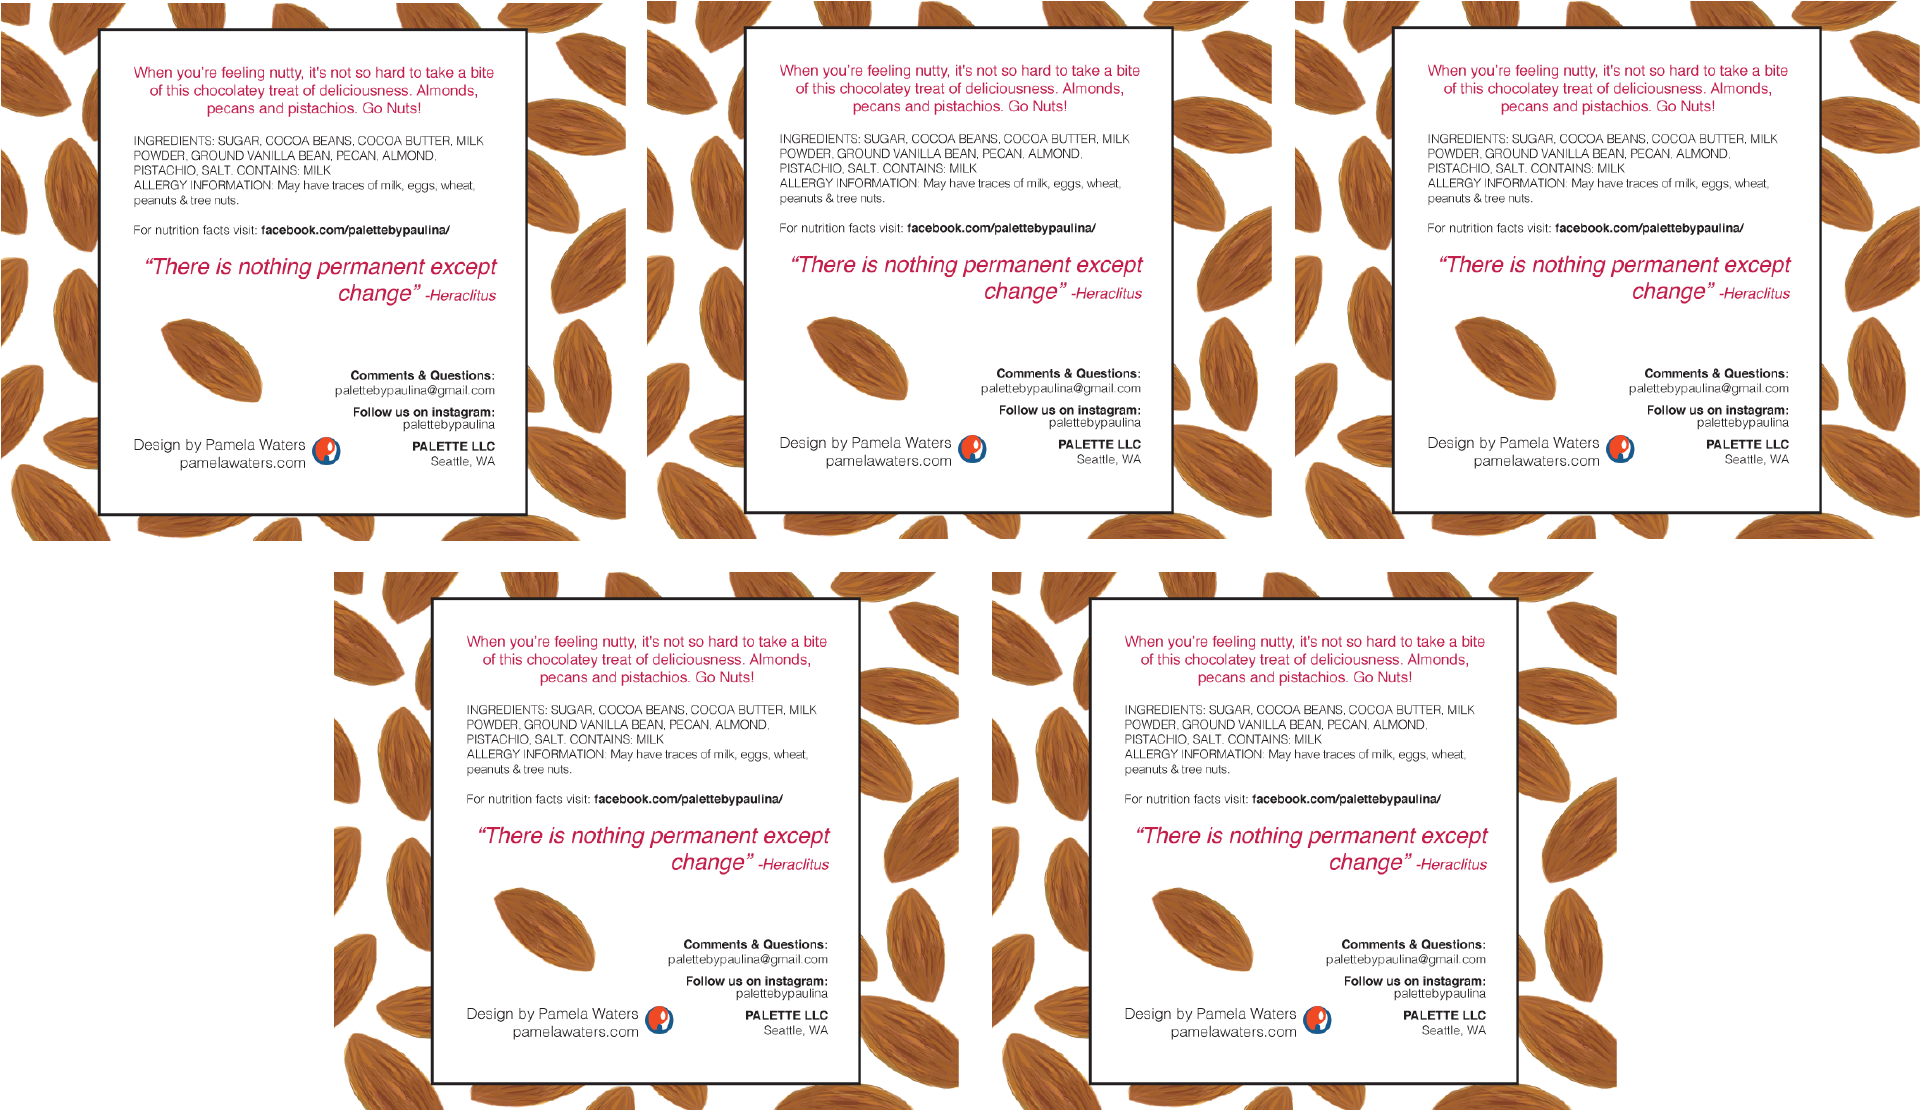 When you're feeling nutty, it's not so hard to take a bite
of this chocolatey treat of deliciousness. Almonds,
pecans and pistachios. Go Nuts!
INGREDIENTS: SUGAR, COCOA BEANS, COCOA BUTTER, MILK
POWDER, GROUND VANILLA BEAN, PECAN, ALMOND,
PISTACHIO, SALT. CONTAINS: MILK
ALLERGY INFORMATION: May have traces of milk, eggs, wheat,
peanuts & tree nuts.
For nutrition facts visit: facebook.com/palettebypaulina/
“There is nothing permanent except
change” -Heraclitus
Comments & Questions:
palettebypaulina@gmail.com
Follow us on instagram:
palettebypaulina
Design by Pamela Waters
pamelawaters.com
PALETTE LLC
Seattle, WA
When you're feeling nutty, it's not so hard to take a bite
of this chocolatey treat of deliciousness. Almonds,
pecans and pistachios. Go Nuts!
INGREDIENTS: SUGAR, COCOA BEANS, COCOA BUTTER, MILK
POWDER, GROUND VANILLA BEAN, PECAN, ALMOND,
PISTACHIO, SALT. CONTAINS: MILK
ALLERGY INFORMATION: May have traces of milk, eggs, wheat,
peanuts & tree nuts.
For nutrition facts visit: facebook.com/palettebypaulina/
“There is nothing permanent except
change” -Heraclitus
Comments & Questions:
palettebypaulina@gmail.com
Follow us on instagram:
palettebypaulina
Design by Pamela Waters
pamelawaters.com
PALETTE LLC
Seattle, WA
When you're feeling nutty, it's not so hard to take a bite
of this chocolatey treat of deliciousness. Almonds,
pecans and pistachios. Go Nuts!
INGREDIENTS: SUGAR, COCOA BEANS, COCOA BUTTER, MILK
POWDER, GROUND VANILLA BEAN, PECAN, ALMOND,
PISTACHIO, SALT. CONTAINS: MILK
ALLERGY INFORMATION: May have traces of milk, eggs, wheat,
peanuts & tree nuts.
For nutrition facts visit: facebook.com/palettebypaulina/
“There is nothing permanent except
change” -Heraclitus
Comments & Questions:
palettebypaulina@gmail.com
Follow us on instagram:
palettebypaulina
Design by Pamela Waters
pamelawaters.com
PALETTE LLC
Seattle, WA
When you're feeling nutty, it's not so hard to take a bite
of this chocolatey treat of deliciousness. Almonds,
pecans and pistachios. Go Nuts!
INGREDIENTS: SUGAR, COCOA BEANS, COCOA BUTTER, MILK
POWDER, GROUND VANILLA BEAN, PECAN, ALMOND,
PISTACHIO, SALT. CONTAINS: MILK
ALLERGY INFORMATION: May have traces of milk, eggs, wheat,
peanuts & tree nuts.
For nutrition facts visit: facebook.com/palettebypaulina/
“There is nothing permanent except
change” -Heraclitus
Comments & Questions:
palettebypaulina@gmail.com
Follow us on instagram:
palettebypaulina
Design by Pamela Waters
pamelawaters.com
PALETTE LLC
Seattle, WA
When you're feeling nutty, it's not so hard to take a bite
of this chocolatey treat of deliciousness. Almonds,
pecans and pistachios. Go Nuts!
INGREDIENTS: SUGAR, COCOA BEANS, COCOA BUTTER, MILK
POWDER, GROUND VANILLA BEAN, PECAN, ALMOND,
PISTACHIO, SALT. CONTAINS: MILK
ALLERGY INFORMATION: May have traces of milk, eggs, wheat,
peanuts & tree nuts.
For nutrition facts visit: facebook.com/palettebypaulina/
“There is nothing permanent except
change” -Heraclitus
Comments & Questions:
palettebypaulina@gmail.com
Follow us on instagram:
palettebypaulina
Design by Pamela Waters
pamelawaters.com
PALETTE LLC
Seattle, WA